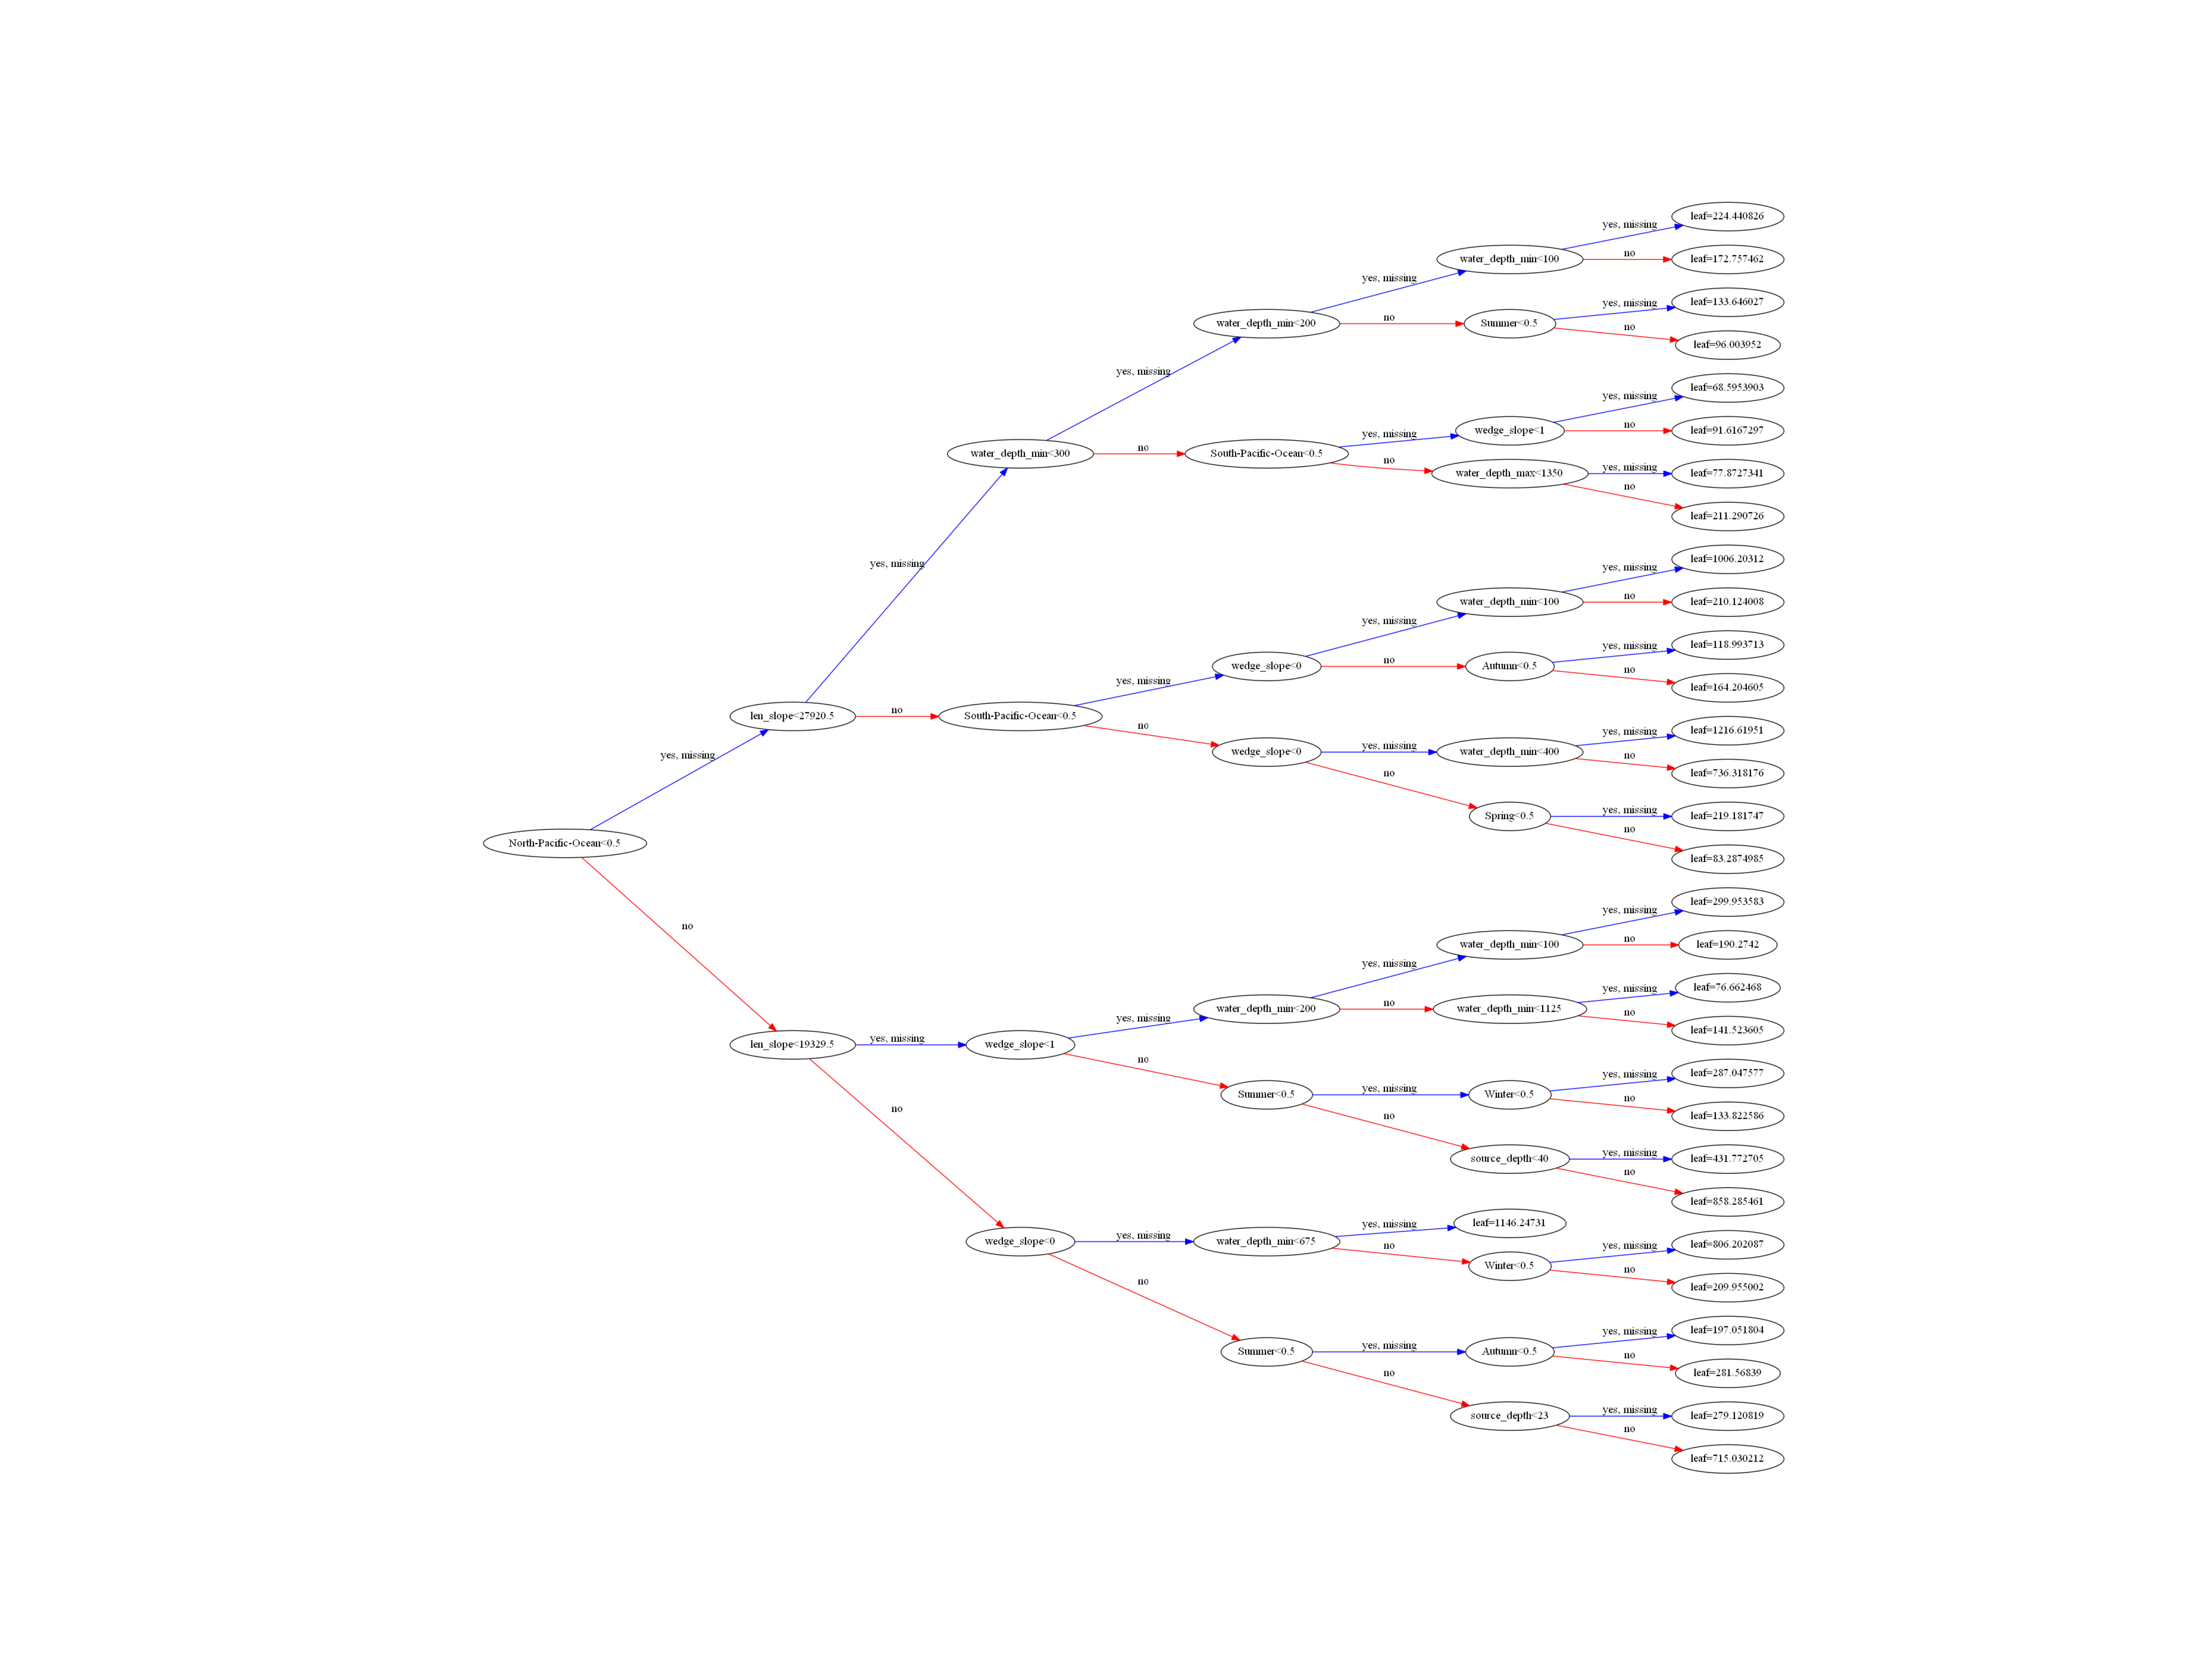 yes, missing
leaf=224.440826
water_depth_min<100
no
leaf=172.757462
yes, missing
water_depth_min<200
no
Summer<0.5
yes, missing
leaf=133.646027
no
leaf=96.003952
yes, missing
water_depth_min<300
no
South-Pacific-Ocean<0.5
yes, missing
wedge_slope<1
yes, missing
leaf=68.5953903
no
leaf=91.6167297
no
water_depth_max<1350
yes, missing
leaf=77.8727341
no
leaf=211.290726
yes, missing
len_slope<27920.5
no
South-Pacific-Ocean<0.5
yes, missing
wedge_slope<0
yes, missing
water_depth_min<100
yes, missing
leaf=1006.20312
no
leaf=210.124008
no
Autumn<0.5
yes, missing
leaf=118.993713
no
leaf=164.204605
no
wedge_slope<0
yes, missing
water_depth_min<400
yes, missing
leaf=1216.61951
no
leaf=736.318176
no
Spring<0.5
yes, missing
leaf=219.181747
no
leaf=83.2874985
yes, missing
North-Pacific-Ocean<0.5
no
len_slope<19329.5
yes, missing
wedge_slope<1
yes, missing
water_depth_min<200
yes, missing
water_depth_min<100
yes, missing
leaf=299.953583
no
leaf=190.2742
no
water_depth_min<1125
yes, missing
leaf=76.662468
no
leaf=141.523605
no
Summer<0.5
yes, missing
Winter<0.5
yes, missing
leaf=287.047577
no
leaf=133.822586
no
source_depth<40
yes, missing
leaf=431.772705
no
leaf=858.285461
no
wedge_slope<0
yes, missing
water_depth_min<675
yes, missing
leaf=1146.24731
no
Winter<0.5
yes, missing
leaf=806.202087
no
leaf=209.955002
no
Summer<0.5
yes, missing
Autumn<0.5
yes, missing
leaf=197.051804
no
leaf=281.56839
no
source_depth<23
yes, missing
leaf=279.120819
no
leaf=715.030212